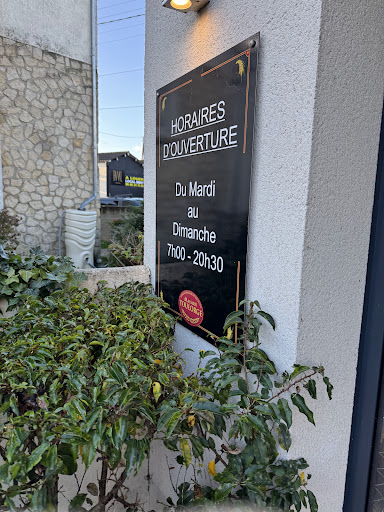 HORAIRES
D'OUVERTURE
Du Mardi
au
Dimanche
7h00 - 20h30